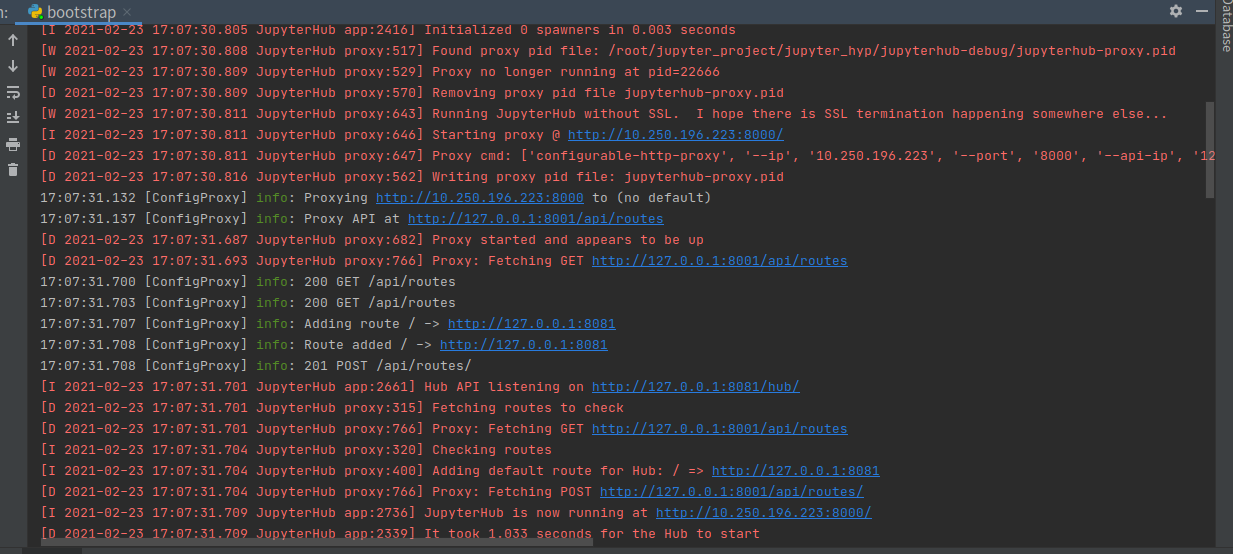 n:
bootstrap
Database
[I 2021-02-23 17:07:30.805 JupyterHub app:2416] Initialized 0 spawners in 0.003 seconds
[W 2021-02-23 17:07:30.808 JupyterHub proxy:517] Found proxy pid file: /root/jupyter_project/jupyter_hyp/jupyterhub-debug/jupyterhub-proxy.pid
[W 2021-02-23 17:07:30.809 JupyterHub proxy:529] Proxy no longer running at pid=22666
[D 2021-02-23 17:07:30.809 JupyterHub proxy:570] Removing proxy pid file jupyterhub-proxy.pid
[W 2021-02-23 17:07:30.811 JupyterHub proxy:643] Running JupyterHub without SSL.  I hope there is SSL termination happening somewhere else...
[I 2021-02-23 17:07:30.811 JupyterHub proxy:646] Starting proxy @ http://10.250.196.223:8000/
[D 2021-02-23 17:07:30.811 JupyterHub proxy:647] Proxy cmd: ['configurable-http-proxy', '--ip', '10.250.196.223', '--port', '8000', '--api-ip', '12
[D 2021-02-23 17:07:30.816 JupyterHub proxy:562] Writing proxy pid file: jupyterhub-proxy.pid
17:07:31.132 [ConfigProxy] info: Proxying http://10.250.196.223:8000 to (no default)
17:07:31.137 [ConfigProxy] info: Proxy API at http://127.0.0.1:8001/api/routes
[D 2021-02-23 17:07:31.687 JupyterHub proxy:682] Proxy started and appears to be up
[D 2021-02-23 17:07:31.693 JupyterHub proxy:766] Proxy: Fetching GET http://127.0.0.1:8001/api/routes
17:07:31.700 [ConfigProxy] info: 200 GET /api/routes
17:07:31.703 [ConfigProxy] info: 200 GET /api/routes
17:07:31.707 [ConfigProxy] info: Adding route / -> http://127.0.0.1:8081
17:07:31.708 [ConfigProxy] info: Route added / -> http://127.0.0.1:8081
17:07:31.708 [ConfigProxy] info: 201 POST /api/routes/
[I 2021-02-23 17:07:31.701 JupyterHub app:2661] Hub API listening on http://127.0.0.1:8081/hub/
[D 2021-02-23 17:07:31.701 JupyterHub proxy:315] Fetching routes to check
[D 2021-02-23 17:07:31.701 JupyterHub proxy:766] Proxy: Fetching GET http://127.0.0.1:8001/api/routes
[I 2021-02-23 17:07:31.704 JupyterHub proxy:320] Checking routes
[I 2021-02-23 17:07:31.704 JupyterHub proxy:400] Adding default route for Hub: / => http://127.0.0.1:8081
[D 2021-02-23 17:07:31.704 JupyterHub proxy:766] Proxy: Fetching POST http://127.0.0.1:8001/api/routes/
[I 2021-02-23 17:07:31.709 JupyterHub app:2736] JupyterHub is now running at http://10.250.196.223:8000/
[D 2021-02-23 17:07:31.709 JupyterHub app:2339] It took 1.033 seconds for the Hub to start